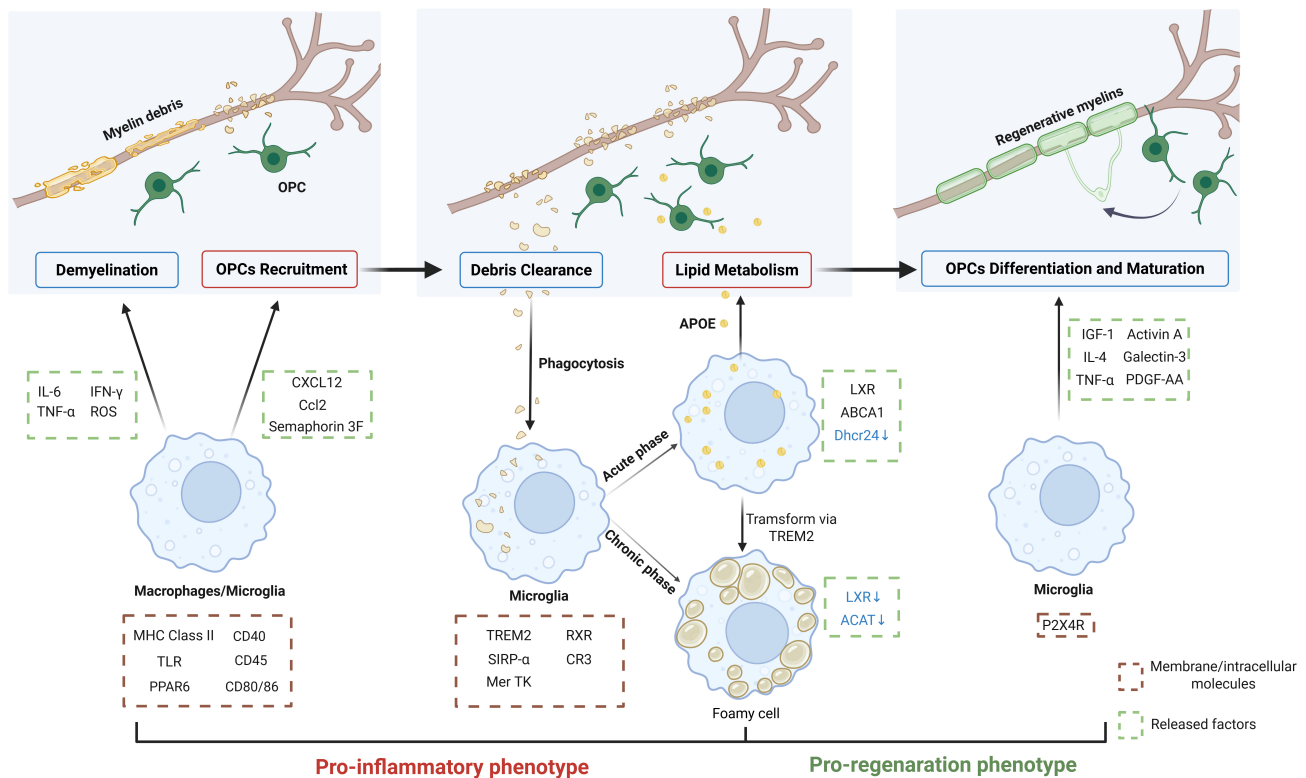 Myelin debris
OPC
Regenerative myelins
Demyelination
OPCs Recruitment
Debris Clearance
Lipid Metabolism
OPCs Differentiation and Maturation
IL-6 IFN-γ
TNF-α ROS
CXCL12
Ccl2
Semaphorin 3F
Phagocytosis
APOE
LXR
ABCA1
Dhcr24↓
IGF-1 Activin A
IL-4 Galectin-3
TNF-α PDGF-AA
Acute phase
Chronic phase
Transform via
TREM2
Macrophages/Microglia
MHC Class II CD40
TLR CD45
PPAR6 CD80/86
Microglia
TREM2 RXR
SIRP-α CR3
Mer TK
LXR↓
ACAT↓
Foamy cell
Microglia
P2X4R
Membrane/intracellular
molecules
Released factors
Pro-inflammatory phenotype
Pro-regenaration phenotype